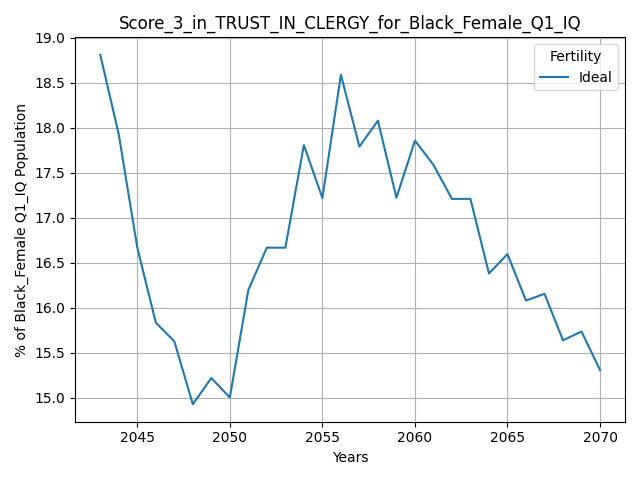 Score_3_in_TRUST_IN_CLERGY_for_Black_Female_Q1_IQ
19.0
18.5
18.0
17.5
17.0
16.5
16.0
15.5
15.0
% of Black_Female Q1_IQ Population
Fertility
Ideal
2045 2050 2055 2060 2065 2070
Years